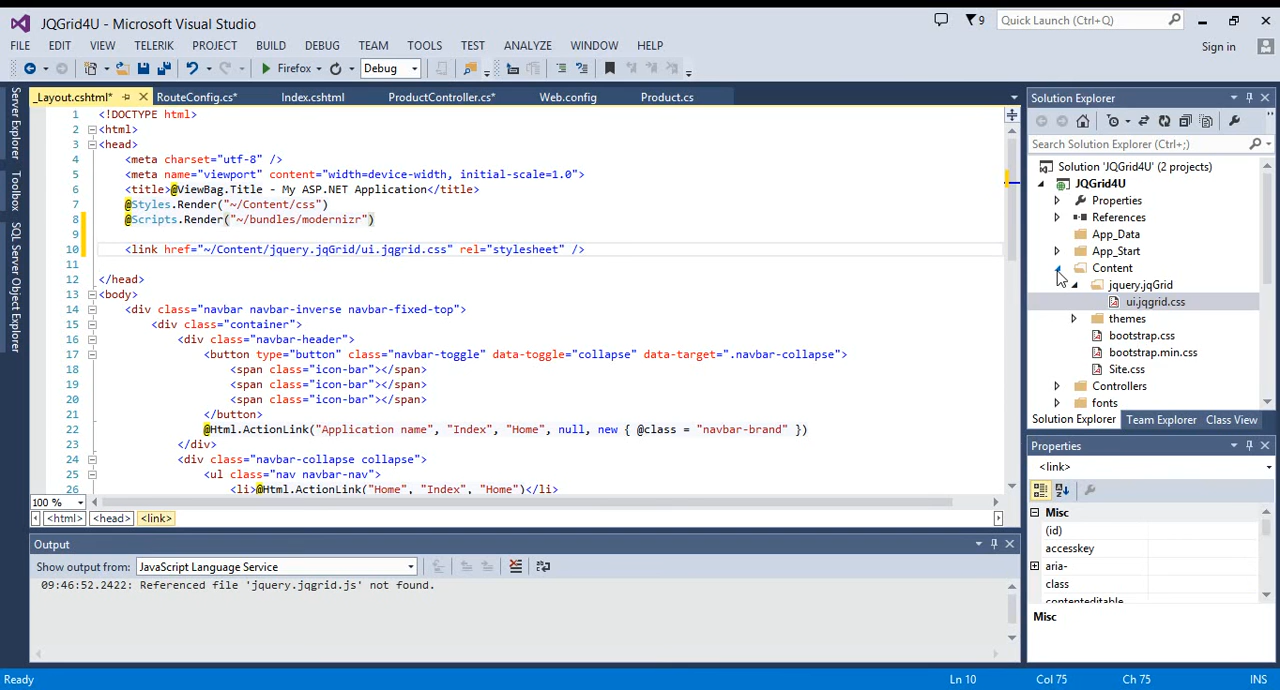 JQGrid4U - Microsoft Visual Studio
9
Quick Launch (Ctrl+Q)
FILE EDIT VIEW TELERIK PROJECT BUILD DEBUG TEAM TOOLS TEST ANALYZE WINDOW HELP
Sign in
Firefox Debug
Server Explorer
Toolbox
SQL Server Object Explorer
_Layout.cshtml* RouteConfig.cs* Index.cshtml ProductController.cs* Web.config Product.cs
1 <!DOCTYPE html>
2 <html>
3 <head>
4 <meta charset="utf-8" />
5 <meta name="viewport" content="width=device-width, initial-scale=1.0">
6 <title>@ViewBag.Title - My ASP.NET Application</title>
7 @Styles.Render("~/Content/css")
8 @Scripts.Render("~/bundles/modernizr")
9
10 <link href="~/Content/jquery.jqGrid/ui.jqgrid.css" rel="stylesheet" />
11
12 </head>
13 <body>
14 <div class="navbar navbar-inverse navbar-fixed-top">
15 <div class="container">
16 <div class="navbar-header">
17 <button type="button" class="navbar-toggle" data-toggle="collapse" data-target=".navbar-collapse">
18 <span class="icon-bar"></span>
19 <span class="icon-bar"></span>
20 <span class="icon-bar"></span>
21 </button>
22 @Html.ActionLink("Application name", "Index", "Home", null, new { @class = "navbar-brand" })
23 </div>
24 <div class="navbar-collapse collapse">
25 <ul class="nav navbar-nav">
26 <li>@Html.ActionLink("Home", "Index", "Home")</li>
100 %
<html> <head> <link>
Output
Show output from: JavaScript Language Service
09:46:52.2422: Referenced file 'jquery.jqgrid.js' not found.
Solution Explorer
Search Solution Explorer (Ctrl+;)
Solution 'JQGrid4U' (2 projects)
JQGrid4U
Properties
References
App_Data
App_Start
Content
jquery.jqGrid
ui.jqgrid.css
themes
bootstrap.css
bootstrap.min.css
Site.css
Controllers
fonts
Solution Explorer Team Explorer Class View
Properties
<link>
Misc
(id)
accesskey
aria-
class
contenteditable
Misc
Ready Ln 10 Col 75 Ch 75 INS